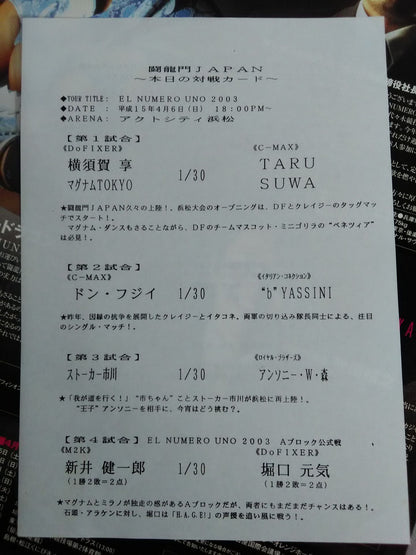 闘龍門JAPAN
～本日の対戦カード～
◆TOUR TITLE: EL NUMERO UNO 2003
◆DATE : 平成15年4月6日(日) 18:00PM～
◆ARENA: アクトシティ浜松
【第1試合】
《DoFIXER》 《C-MAX》
横須賀 享 TARU
マグナムTOKYO 1/30 SUWA
★闘龍門JAPAN久々の上陸!。浜松大会のオープニングは、DFとクレイジーのタッグマッ
チでスタート!。
マグナム・ダンスもさることながら、DFのチームマスコット・ミニゴリラの“ベネツィア”
は必見!。
【第2試合】
《C-MAX》 《イタリアン・コネクション》
ドン・フジイ 1/30 “b”YASSINI
★昨年、因縁の抗争を展開したクレイジーとイタコネ。両軍の切り込み隊長同士による、注目
のシングル・マッチ!。
【第3試合】
《ロイヤル・ブラザーズ》
ストーカー市川 1/30 アンソニー・W・森
★「我が道を行く!」“市ちゃん”ことストーカー市川が浜松に再上陸!。
“王子”アンソニーを相手に、今宵はどう挑む?。
【第4試合】EL NUMERO UNO 2003 Aブロック公式戦
《M2K》 《DoFIXER》
新井 健一郎 1/30 堀口 元気
(1勝2敗=2点) (1勝2敗=2点)
★マグナムとミラノが独走の感があるAブロックだが、両者にもまだまだチャンスはある!。
石頭・アラケンに対し、堀口は「H.A.G.E!」の声援を追い風に戦う!。